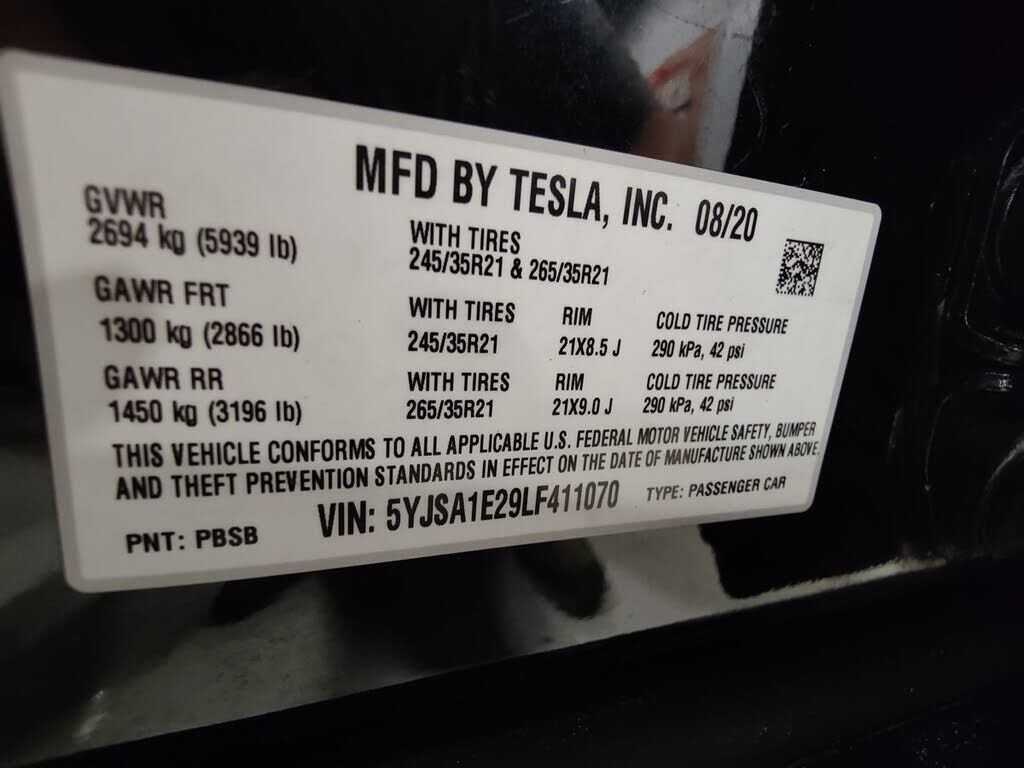 MFD BY TESLA, INC. 08/20
GVWR
2694 kg (5939 lb)
WITH TIRES
245/35R21 & 265/35R21
GAWR FRT
1300 kg (2866 lb)
WITH TIRES
245/35R21
RIM
21X8.5 J
COLD TIRE PRESSURE
290 kPa, 42 psi
GAWR RR
1450 kg (3196 lb)
WITH TIRES
265/35R21
RIM
21X9.0 J
COLD TIRE PRESSURE
290 kPa, 42 psi
THIS VEHICLE CONFORMS TO ALL APPLICABLE U.S. FEDERAL MOTOR VEHICLE SAFETY, BUMPER
AND THEFT PREVENTION STANDARDS IN EFFECT ON THE DATE OF MANUFACTURE SHOWN ABOVE.
PNT: PBSB
VIN: 5YJSA1E29LF411070
TYPE: PASSENGER CAR